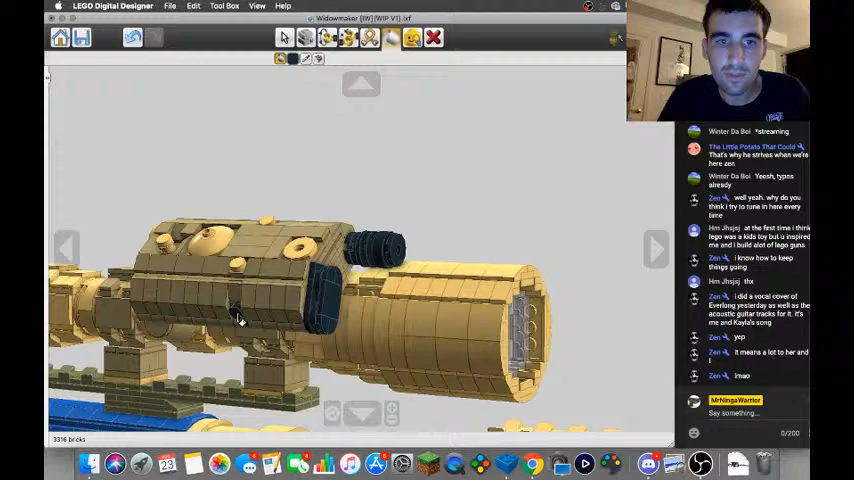 LEGO Digital Designer File Edit Tool Box View Help
Widowmaker [IW](WIP V1).lxf
Winter Da Boi *streaming
The Little Potato That Could
That's why he strives when we're
here zen
Winter Da Boi Yeesh, typos
already
Zen well yeah. why do you
think i try to tune in here every
time
Hm Jhsjsj at the first time i think
lego was a kids toy but u inspired
me and I build alot of lego guns
Zen i know how to keep
things going
Hm Jhsjsj thx
Zen i did a vocal cover of
Everlong yesterday as well as the
acoustic guitar tracks for it. it's me
and Kayla's song
Zen yep
Zen it means a lot to her and
i
Zen lmao
MrNingaWarrior
Say something...
0/200
3316 bricks
AUG
23